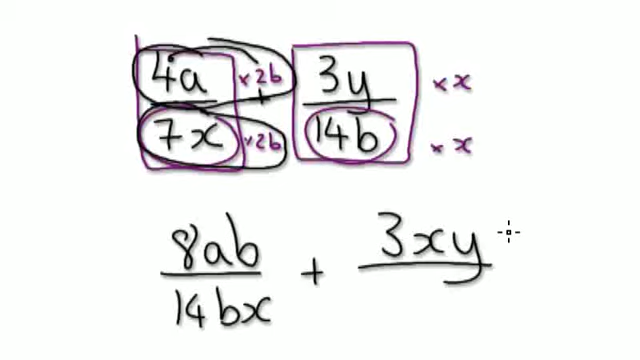 4a ×2b + 3y × x
7x ×2b 14b × x
8ab + 3xy
14bx